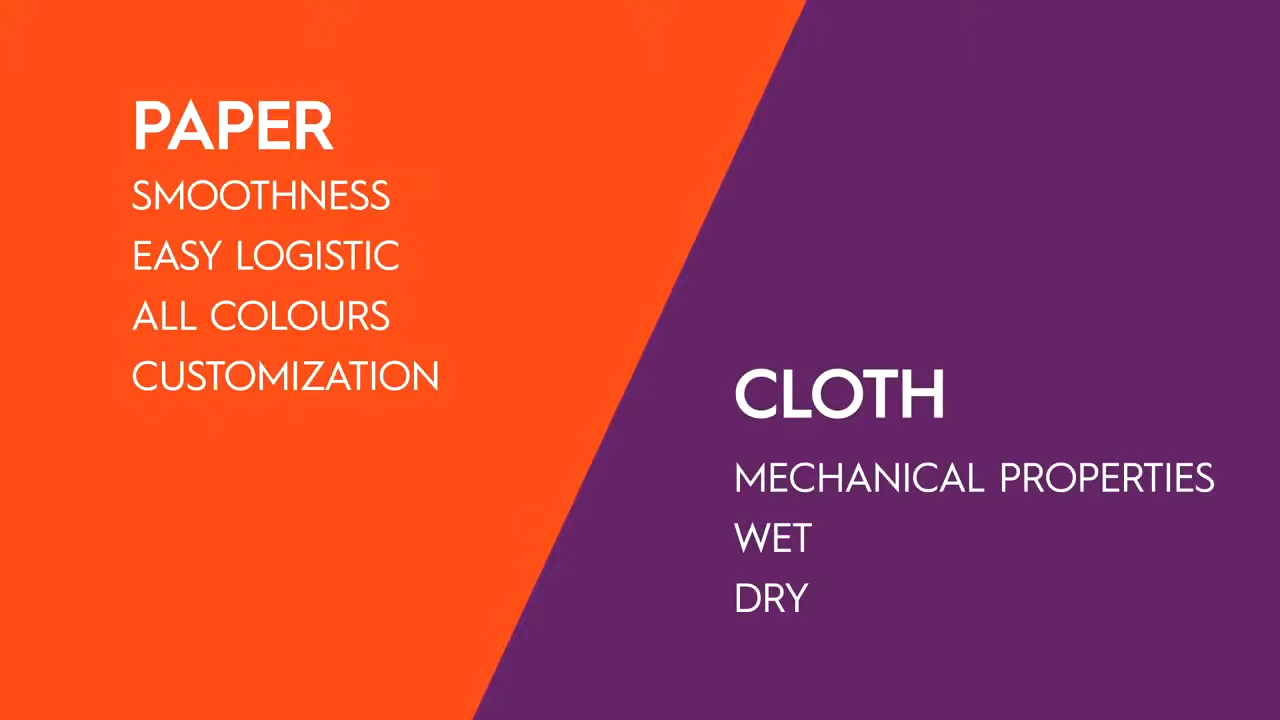 PAPER
SMOOTHNESS
EASY LOGISTIC
ALL COLOURS
CUSTOMIZATION
CLOTH
MECHANICAL PROPERTIES
WET
DRY